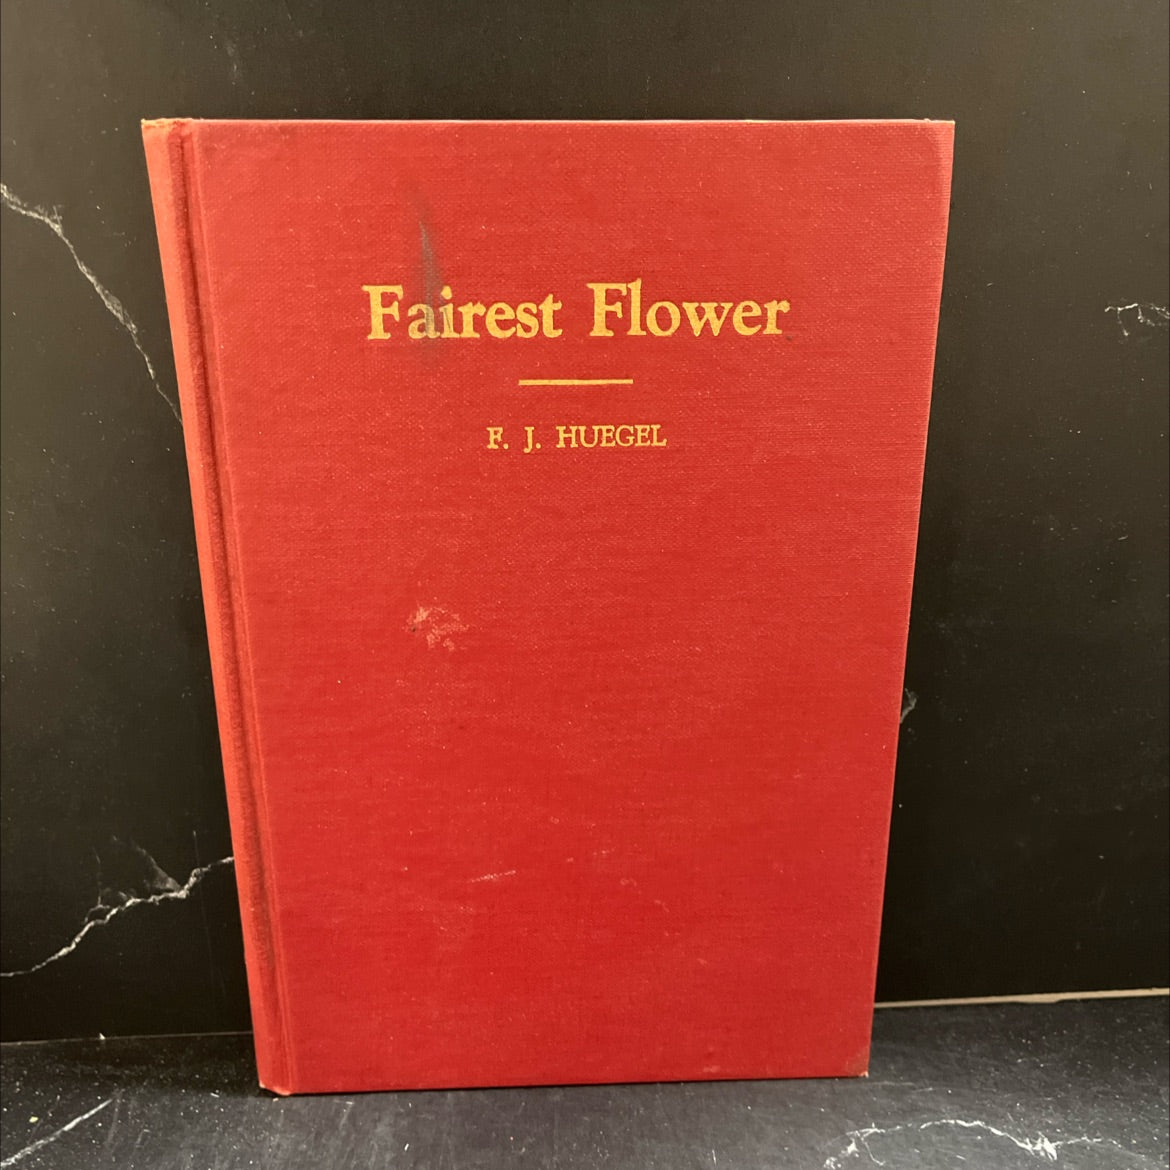 Fairest Flower
F. J. HUEGEL